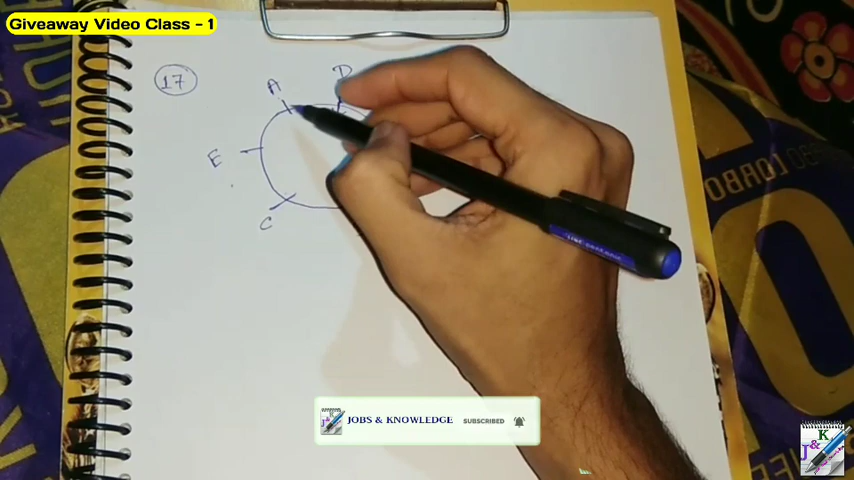 Giveaway Video Class - 1
17
A
D
E
C
JOBS & KNOWLEDGE SUBSCRIBED
J&K